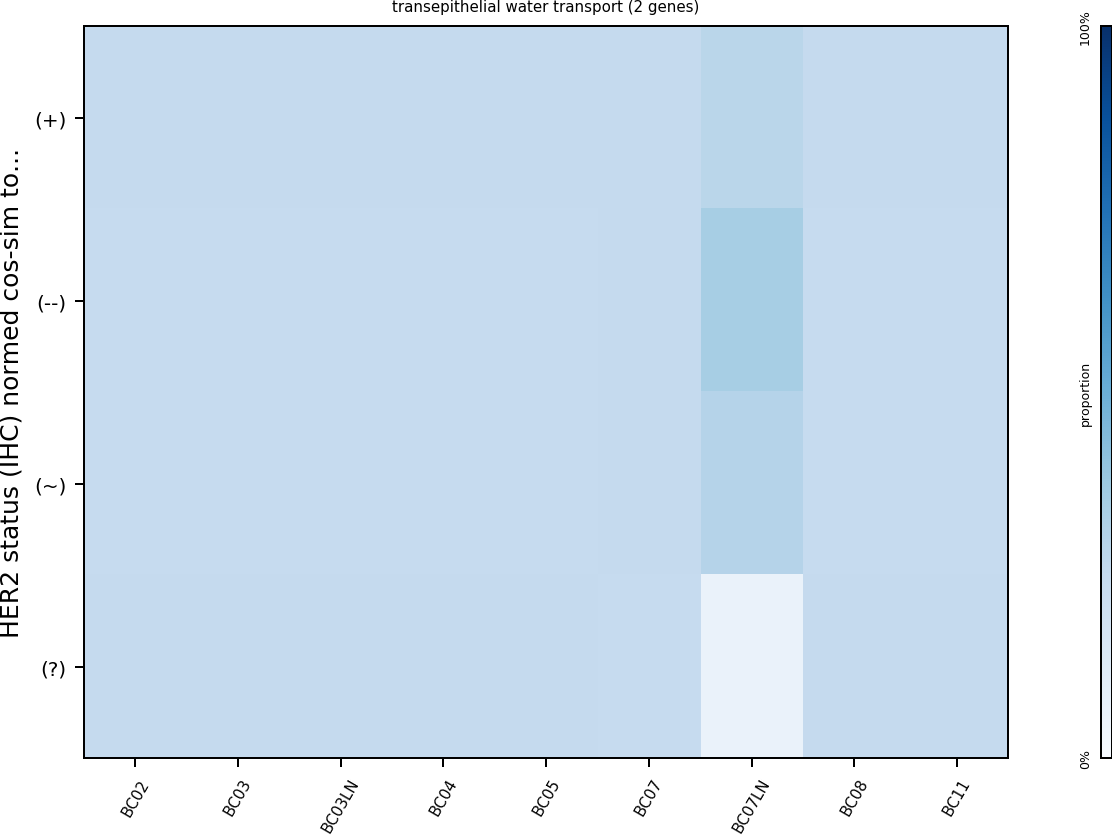 transepithelial water transport (2 genes)
HER2 status (IHC) normed cos-sim to...
(+)
(--)
(~)
(?)
BC02
BC03
BC03LN
BC04
BC05
BC07
BC07LN
BC08
BC11
100%
proportion
0%